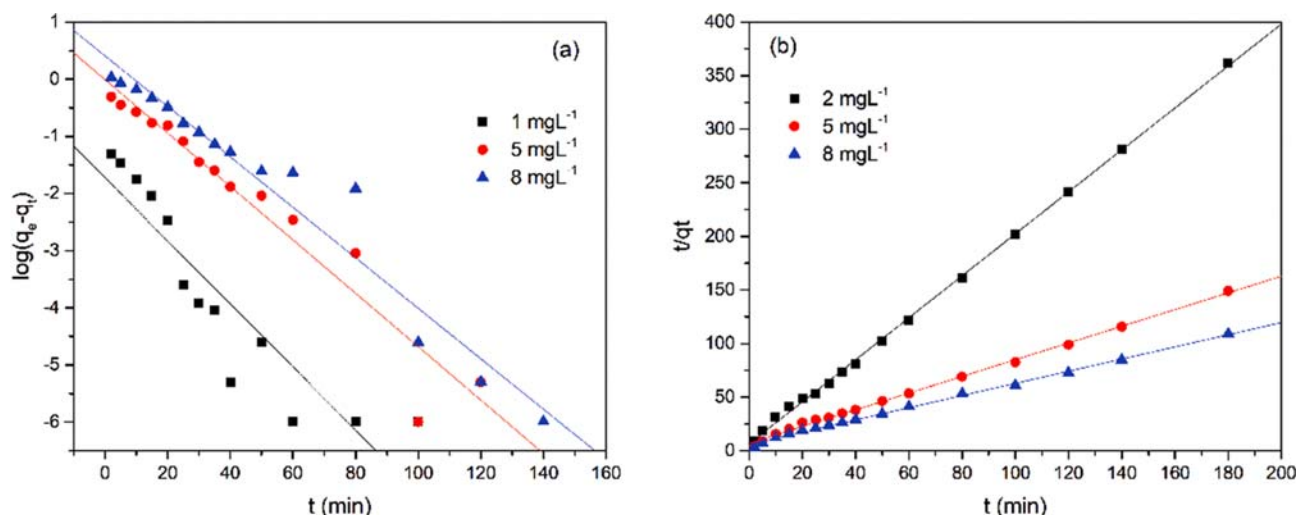 (a)
1 mgL⁻¹
5 mgL⁻¹
8 mgL⁻¹
log(qₑ-qₜ)
1
0
-1
-2
-3
-4
-5
-6
0 20 40 60 80 100 120 140 160
t (min)
(b)
2 mgL⁻¹
5 mgL⁻¹
8 mgL⁻¹
t/qt
400
350
300
250
200
150
100
50
0
0 20 40 60 80 100 120 140 160 180 200
t (min)